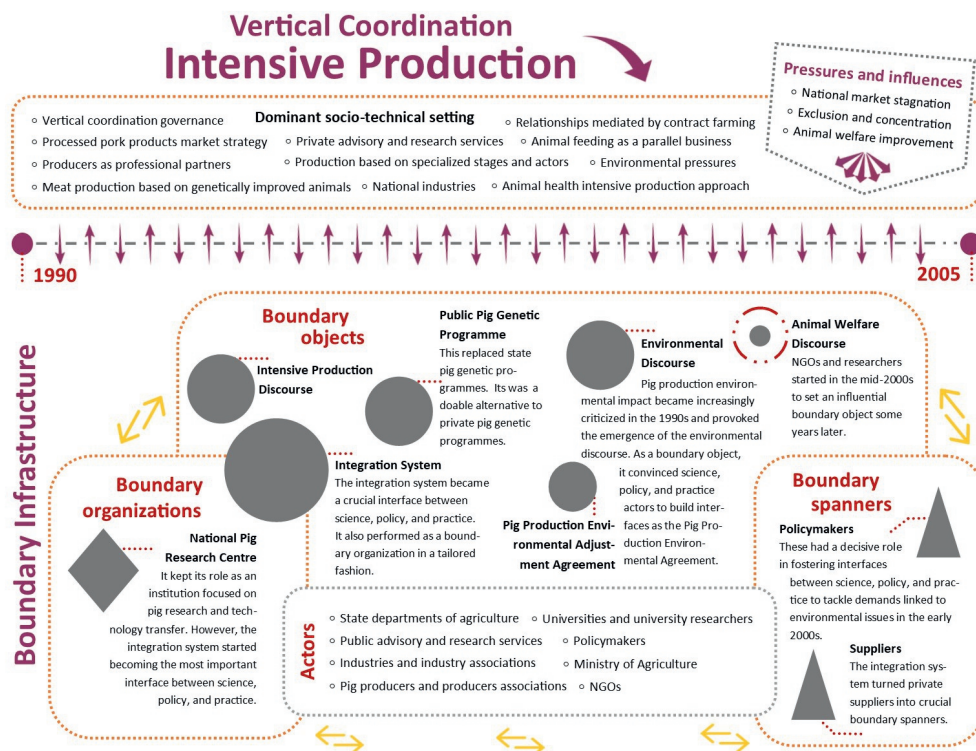 Vertical Coordination
Intensive Production
Pressures and influences
○ National market stagnation
○ Exclusion and concentration
○ Animal welfare improvement
Dominant socio-technical setting
○ Vertical coordination governance
○ Relationships mediated by contract farming
○ Processed pork products market strategy
○ Private advisory and research services
○ Animal feeding as a parallel business
○ Producers as professional partners
○ Production based on specialized stages and actors
○ Environmental pressures
○ Meat production based on genetically improved animals
○ National industries
○ Animal health intensive production approach
1990
2005
Boundary Infrastructure
Boundary
objects
Intensive Production
Discourse
Public Pig Genetic
Programme
This replaced state
pig genetic pro-
grammes. Its was a
doable alternative to
private pig genetic
programmes.
Integration System
The integration system became
a crucial interface between
science, policy, and practice.
It also performed as a bound-
ary organization in a tailored
fashion.
Environmental
Discourse
Pig production environ-
mental impact became increasingly
criticized in the 1990s and provoked
the emergence of the environmental
discourse. As a boundary object,
it convinced science,
policy, and practice
actors to build inter-
faces as the Pig Pro-
duction Environ-
mental Agreement.
Pig Production Envi-
ronmental Adjust-
ment Agreement
Animal Welfare
Discourse
NGOs and researchers
started in the mid-2000s
to set an influential
boundary object some
years later.
Boundary
organizations
National Pig
Research Centre
It kept its role as an
institution focused on
pig research and tech-
nology transfer. However, the
integration system started
becoming the most important
interface between science,
policy, and practice.
Boundary
spanners
Policymakers
These had a decisive role
in fostering interfaces
between science, policy, and prac-
tice to tackle demands linked to
environmental issues in the early
2000s.
Suppliers
The integration sys-
tem turned private
suppliers into crucial
boundary spanners.
Actors
○ State departments of agriculture
○ Universities and university researchers
○ Public advisory and research services
○ Policymakers
○ Industries and industry associations
○ Ministry of Agriculture
○ Pig producers and producers associations
○ NGOs